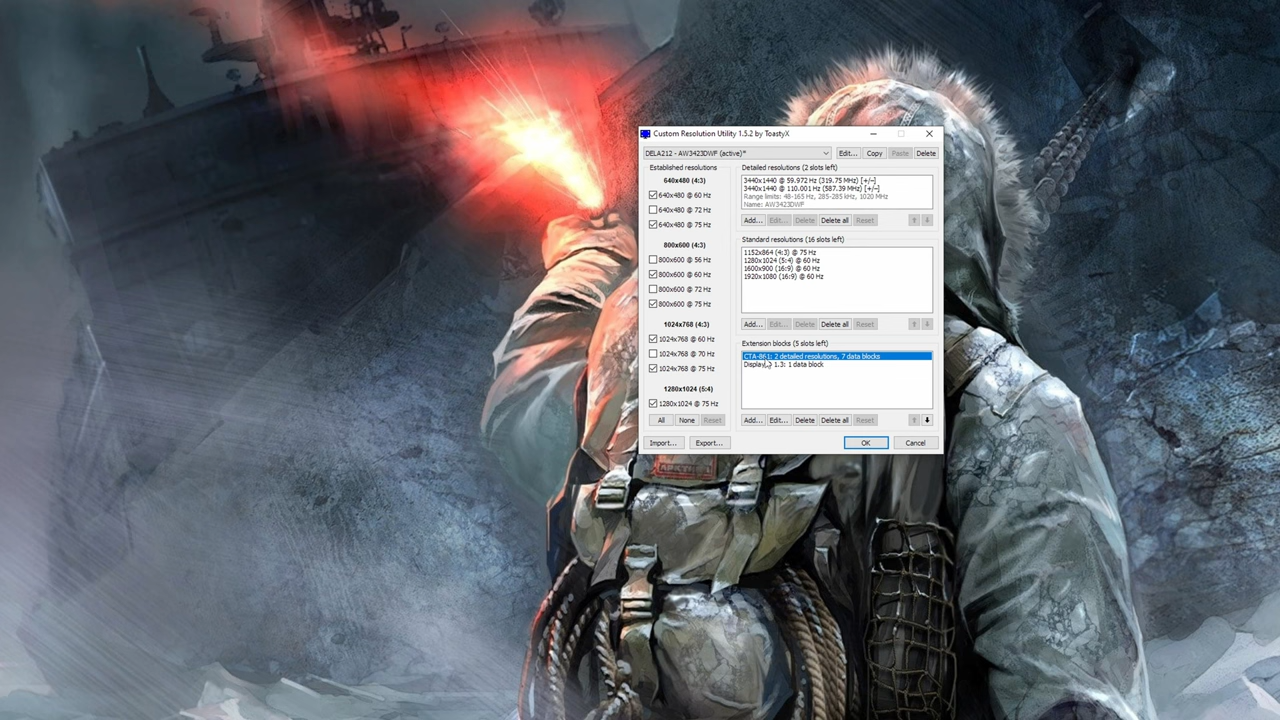 Custom Resolution Utility 1.5.2 by ToastyX
DELA212 - AW3423DWF (active)*
Edit...
Copy
Paste
Delete
Established resolutions
640x480 (4:3)
640x480 @ 60 Hz
640x480 @ 72 Hz
640x480 @ 75 Hz
800x600 (4:3)
800x600 @ 56 Hz
800x600 @ 60 Hz
800x600 @ 72 Hz
800x600 @ 75 Hz
1024x768 (4:3)
1024x768 @ 60 Hz
1024x768 @ 70 Hz
1024x768 @ 75 Hz
1280x1024 (5:4)
1280x1024 @ 75 Hz
All
None
Reset
Detailed resolutions (2 slots left)
3440x1440 @ 59.972 Hz (319.75 MHz) [+/-]
3440x1440 @ 110.001 Hz (587.39 MHz) [+/-]
Range limits: 48-165 Hz, 285-285 kHz, 1020 MHz
Name: AW3423DWF
Add...
Edit...
Delete
Delete all
Reset
Standard resolutions (16 slots left)
1152x864 (4:3) @ 75 Hz
1280x1024 (5:4) @ 60 Hz
1600x900 (16:9) @ 60 Hz
1920x1080 (16:9) @ 60 Hz
Add...
Edit...
Delete
Delete all
Reset
Extension blocks (5 slots left)
CTA-861: 2 detailed resolutions, 7 data blocks
1.3: 1 data block
Add...
Edit...
Delete
Delete all
Reset
Import...
Export...
OK
Cancel